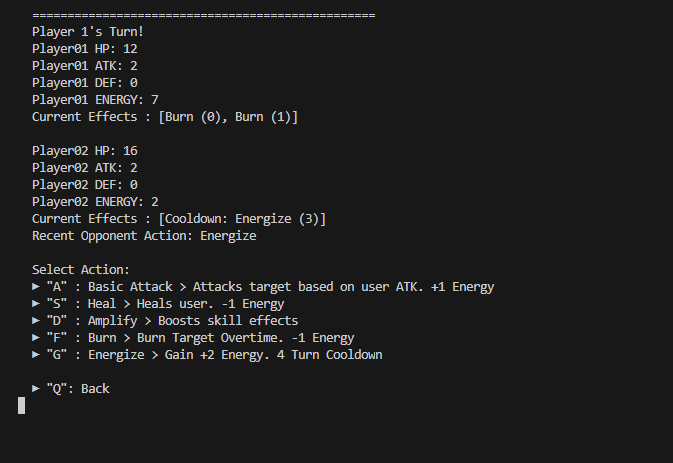 =================================================
Player 1's Turn!
Player01 HP: 12
Player01 ATK: 2
Player01 DEF: 0
Player01 ENERGY: 7
Current Effects : [Burn (0), Burn (1)]
Player02 HP: 16
Player02 ATK: 2
Player02 DEF: 0
Player02 ENERGY: 2
Current Effects : [Cooldown: Energize (3)]
Recent Opponent Action: Energize
Select Action:
► "A" : Basic Attack > Attacks target based on user ATK. +1 Energy
► "S" : Heal > Heals user. -1 Energy
► "D" : Amplify > Boosts skill effects
► "F" : Burn > Burn Target Overtime. -1 Energy
► "G" : Energize > Gain +2 Energy. 4 Turn Cooldown
► "Q": Back